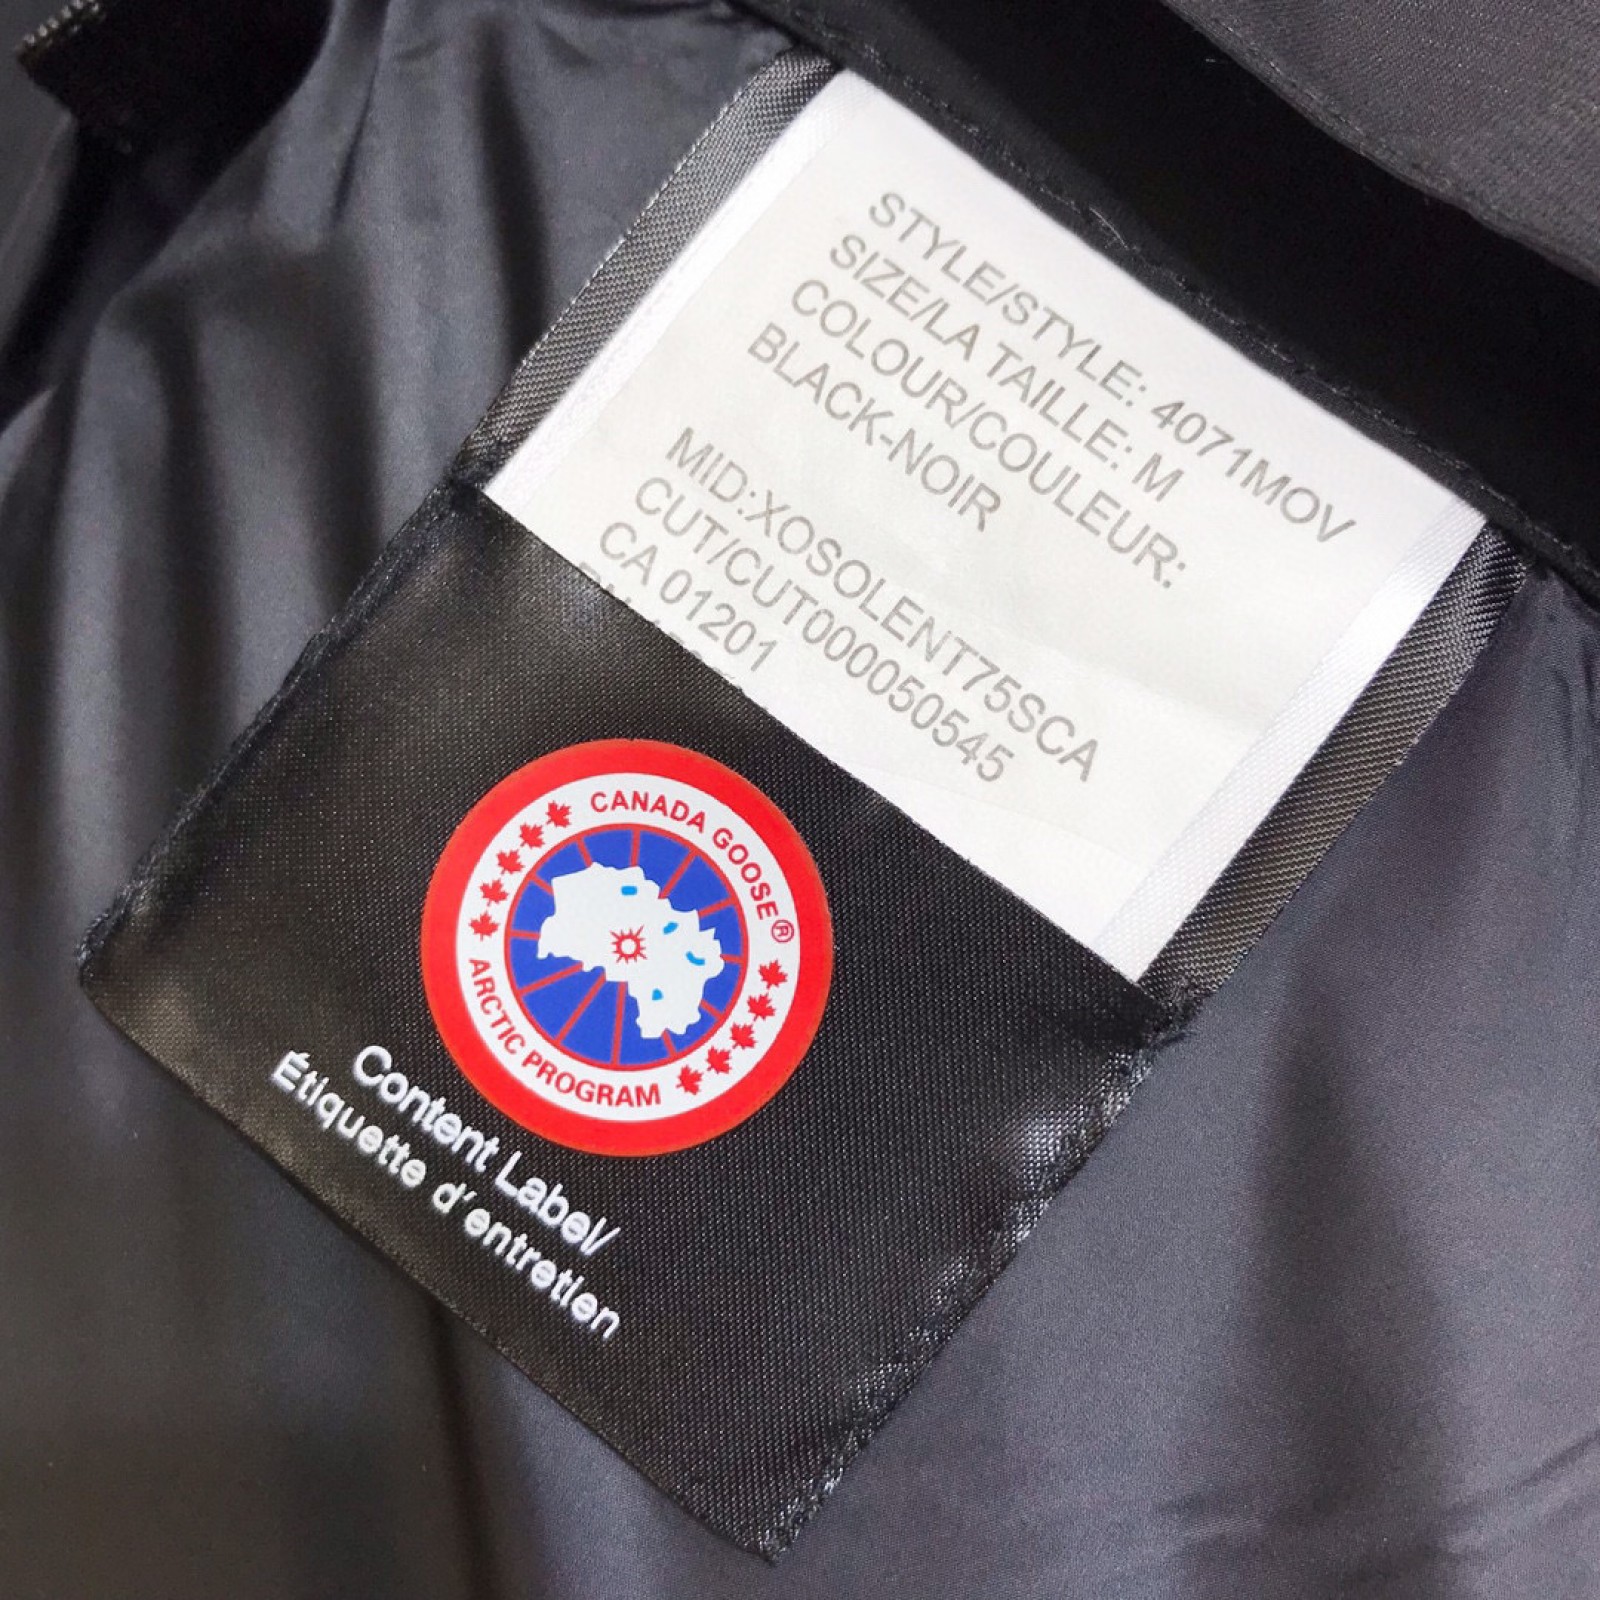 STYLE/STYLE: 4071MOV
SIZE/LA TAILLE: M
COLOUR/COULEUR:
BLACK-NOIR
MID:XOSOLENT75SCA
CUT/CUT000050545
CA 01201
CANADA GOOSE®
ARCTIC PROGRAM
Content Label/
Étiquette d'entretien